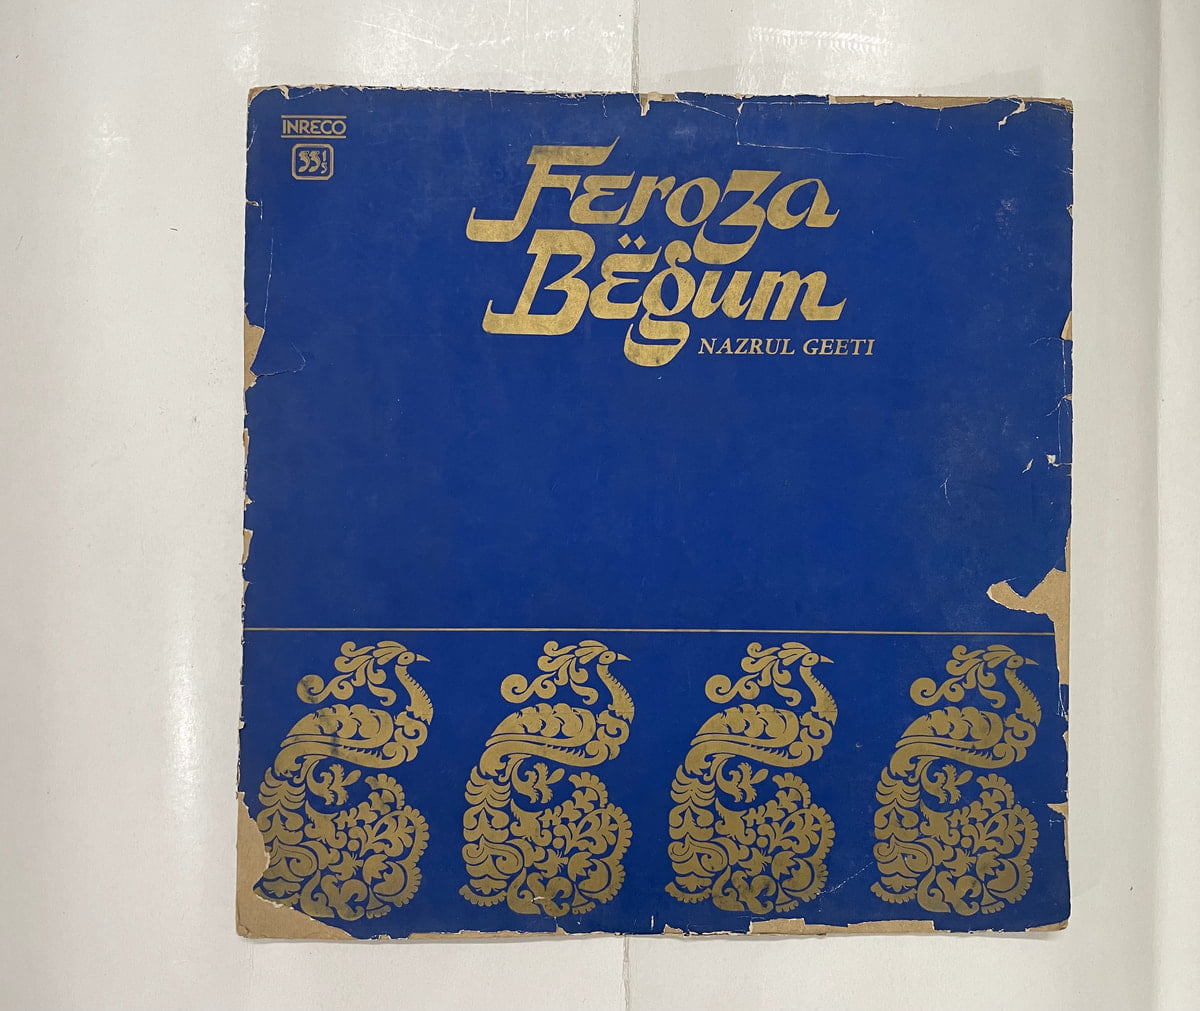 INRECO
33⅓
Feroza
Bëgum
NAZRUL GEETI